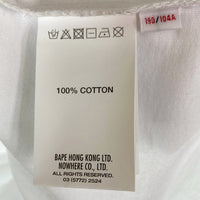 190/104A
100% COTTON
BAPE HONG KONG LTD.
NOWHERE CO., LTD.
ALL RIGHTS RESERVED.
03 (5772) 2524